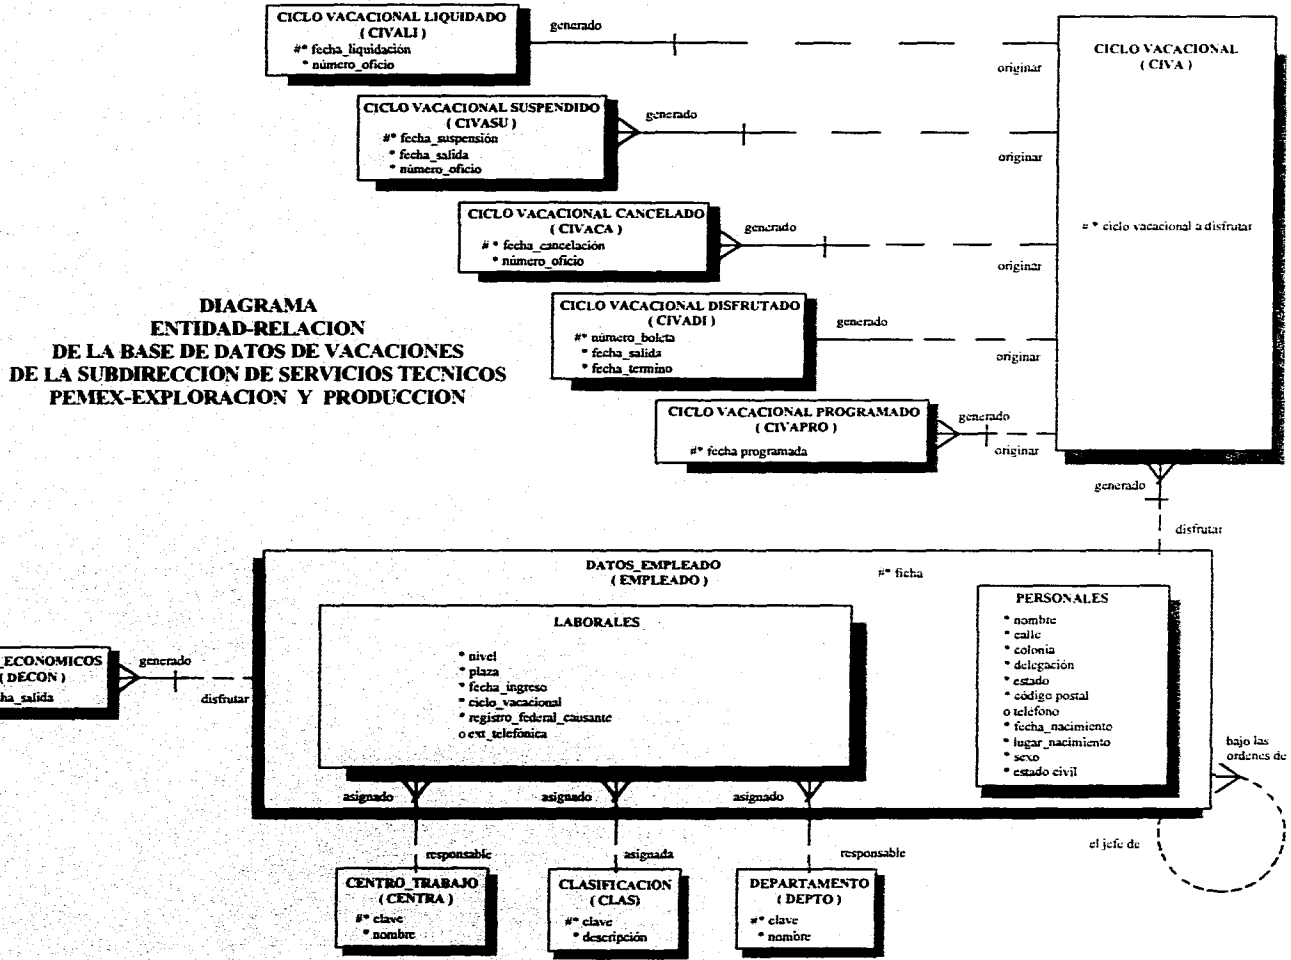 CICLO VACACIONAL LIQUIDADO
( CIVALI )
#* fecha_liquidación
* número_oficio
generado
originar
CICLO VACACIONAL
( CIVA )
# * ciclo vacacional a disfrutar
CICLO VACACIONAL SUSPENDIDO
( CIVASU )
#* fecha_suspensión
* fecha_salida
* número_oficio
generado
originar
CICLO VACACIONAL CANCELADO
( CIVACA )
# * fecha_cancelación
* número_oficio
generado
originar
CICLO VACACIONAL DISFRUTADO
( CIVADI )
#* número_boleta
* fecha_salida
* fecha_termino
generado
originar
DIAGRAMA
ENTIDAD-RELACION
DE LA BASE DE DATOS DE VACACIONES
DE LA SUBDIRECCION DE SERVICIOS TECNICOS
PEMEX-EXPLORACION Y PRODUCCION
CICLO VACACIONAL PROGRAMADO
( CIVAPRO )
#* fecha programada
generado
originar
generado
disfrutar
DATOS_EMPLEADO
( EMPLEADO )
#* ficha
LABORALES
* nivel
* plaza
* fecha_ingreso
* ciclo_vacacional
* registro_federal_causante
o ext_telefónica
PERSONALES
* nombre
* calle
* colonia
* delegación
* estado
* código postal
o teléfono
* fecha_nacimiento
* lugar_nacimiento
* sexo
* estado civil
_ECONOMICOS
( DECON )
ha_salida
generado
disfrutar
bajo las
ordenes de
el jefe de
asignado
asignado
asignado
responsable
asignada
responsable
CENTRO_TRABAJO
( CENTRA )
#* clave
* nombre
CLASIFICACION
( CLAS)
#* clave
* descripción
DEPARTAMENTO
( DEPTO )
#* clave
* nombre